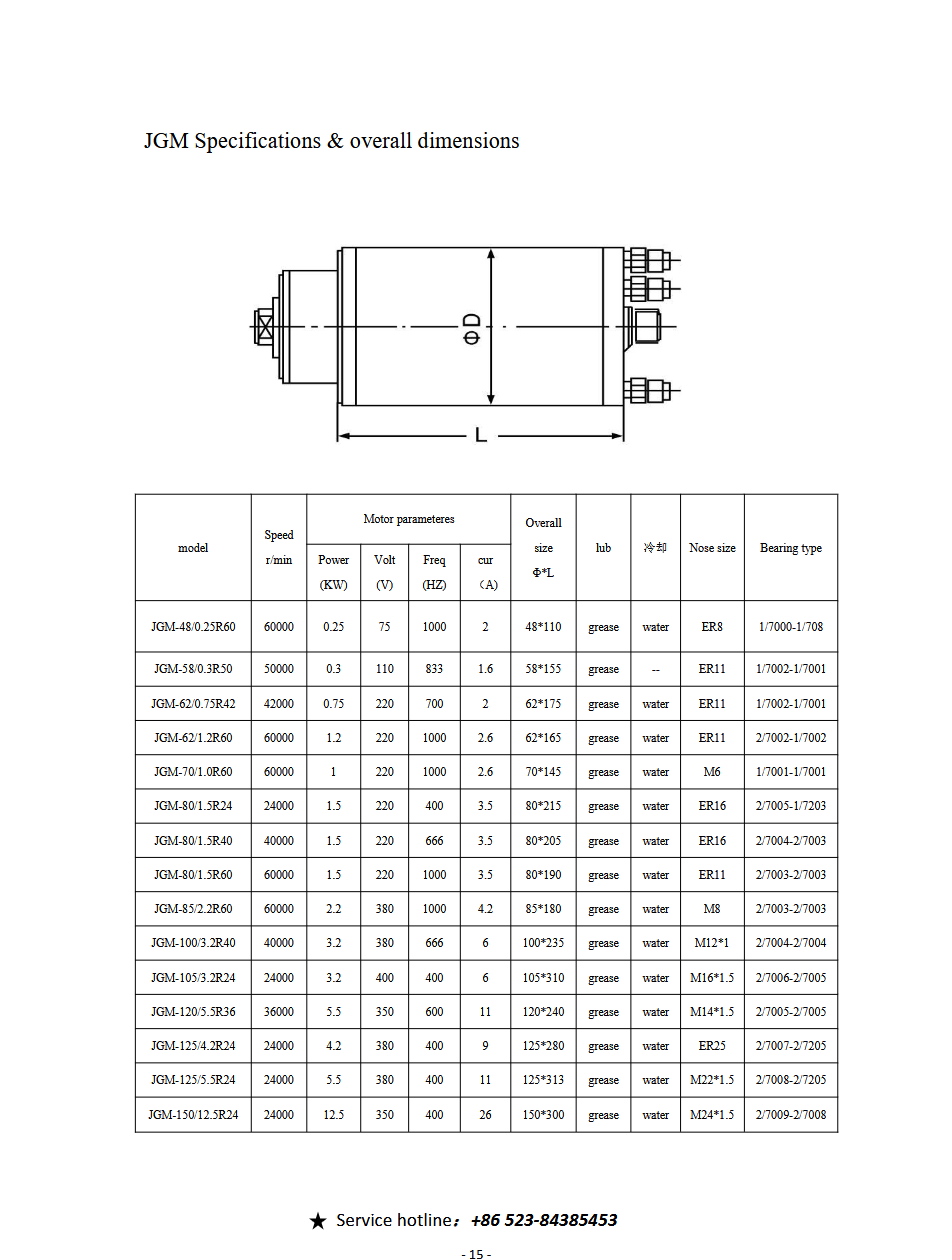 JGM Specifications & overall dimensions
ΦD
L
model Speed r/min Motor parameteres Overall size Φ*L lub 冷却 Nose size Bearing type
Power (KW) Volt (V) Freq (HZ) cur （A)
JGM-48/0.25R60 60000 0.25 75 1000 2 48*110 grease water ER8 1/7000-1/708
JGM-58/0.3R50 50000 0.3 110 833 1.6 58*155 grease -- ER11 1/7002-1/7001
JGM-62/0.75R42 42000 0.75 220 700 2 62*175 grease water ER11 1/7002-1/7001
JGM-62/1.2R60 60000 1.2 220 1000 2.6 62*165 grease water ER11 2/7002-1/7002
JGM-70/1.0R60 60000 1 220 1000 2.6 70*145 grease water M6 1/7001-1/7001
JGM-80/1.5R24 24000 1.5 220 400 3.5 80*215 grease water ER16 2/7005-1/7203
JGM-80/1.5R40 40000 1.5 220 666 3.5 80*205 grease water ER16 2/7004-2/7003
JGM-80/1.5R60 60000 1.5 220 1000 3.5 80*190 grease water ER11 2/7003-2/7003
JGM-85/2.2R60 60000 2.2 380 1000 4.2 85*180 grease water M8 2/7003-2/7003
JGM-100/3.2R40 40000 3.2 380 666 6 100*235 grease water M12*1 2/7004-2/7004
JGM-105/3.2R24 24000 3.2 400 400 6 105*310 grease water M16*1.5 2/7006-2/7005
JGM-120/5.5R36 36000 5.5 350 600 11 120*240 grease water M14*1.5 2/7005-2/7005
JGM-125/4.2R24 24000 4.2 380 400 9 125*280 grease water ER25 2/7007-2/7205
JGM-125/5.5R24 24000 5.5 380 400 11 125*313 grease water M22*1.5 2/7008-2/7205
JGM-150/12.5R24 24000 12.5 350 400 26 150*300 grease water M24*1.5 2/7009-2/7008
★ Service hotline：+86 523-84385453
- 15 -